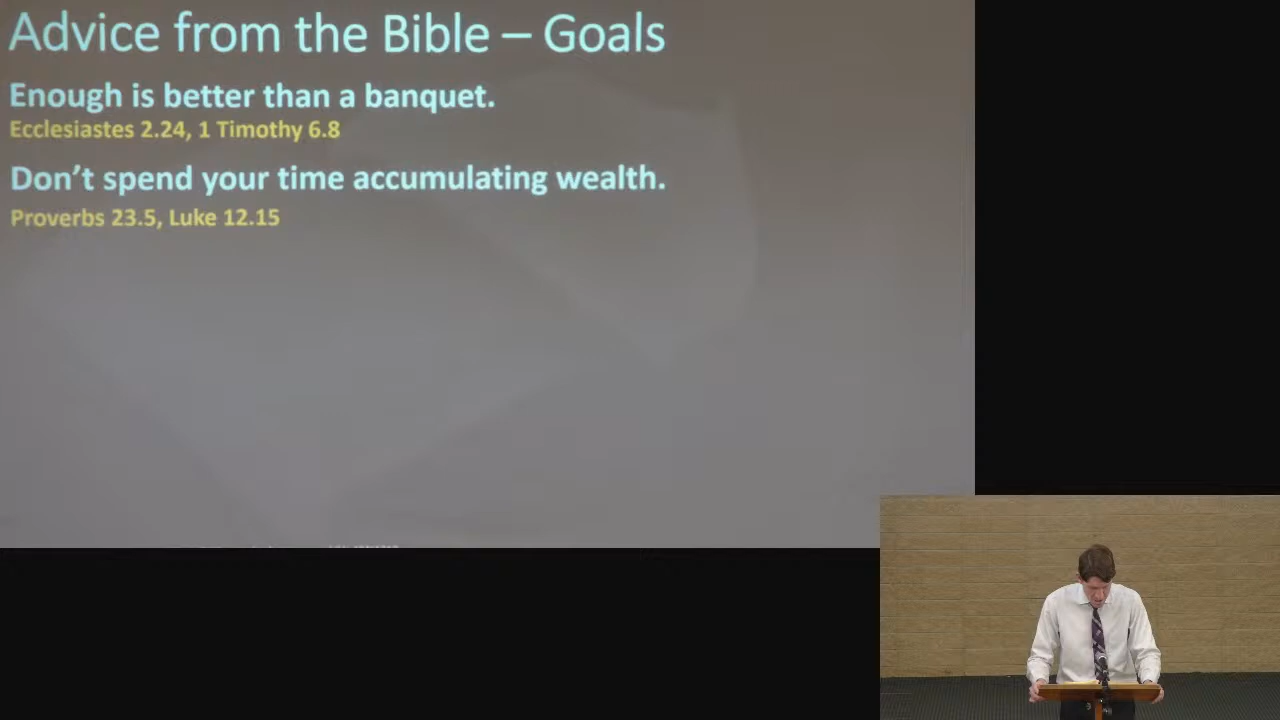 Advice from the Bible – Goals
Enough is better than a banquet.
Ecclesiastes 2.24, 1 Timothy 6.8
Don’t spend your time accumulating wealth.
Proverbs 23.5, Luke 12.15